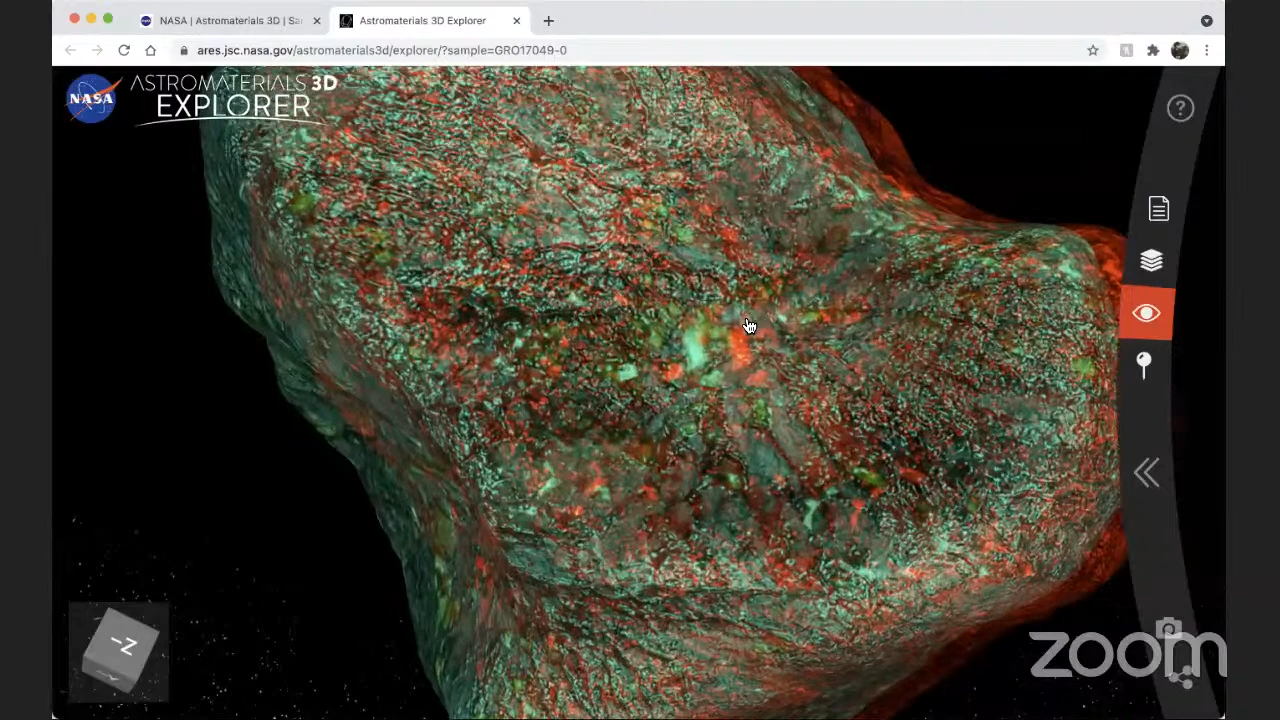 NASA | Astromaterials 3D | Sa
Astromaterials 3D Explorer
ares.jsc.nasa.gov/astromaterials3d/explorer/?sample=GRO17049-0
NASA
ASTROMATERIALS 3D
EXPLORER
?
-Z
zoom